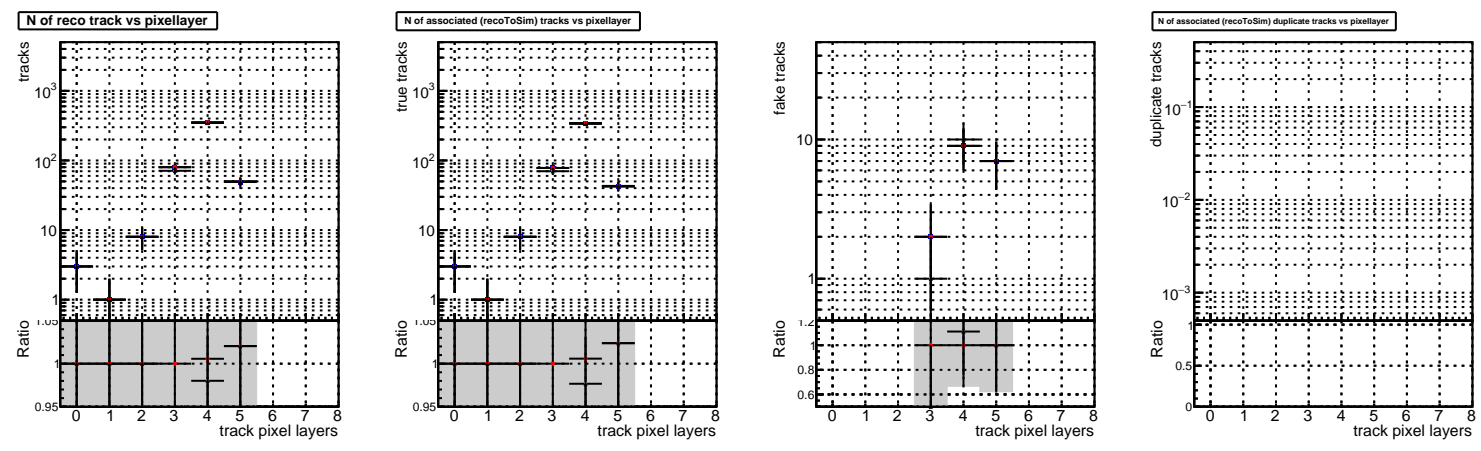 N of reco track vs pixellayer
tracks
10³
10²
10
1
Ratio
1.05
1
0.95
0 1 2 3 4 5 6 7 8
track pixel layers
N of associated (recoToSim) tracks vs pixellayer
true tracks
10³
10²
10
1
Ratio
1.05
1
0.95
0 1 2 3 4 5 6 7 8
track pixel layers
fake tracks
10
1
Ratio
1.2
1
0.8
0.6
0 1 2 3 4 5 6 7 8
track pixel layers
N of associated (recoToSim) duplicate tracks vs pixellayer
duplicate tracks
10⁻¹
10⁻²
10⁻³
Ratio
1
0.5
0
0 1 2 3 4 5 6 7 8
track pixel layers